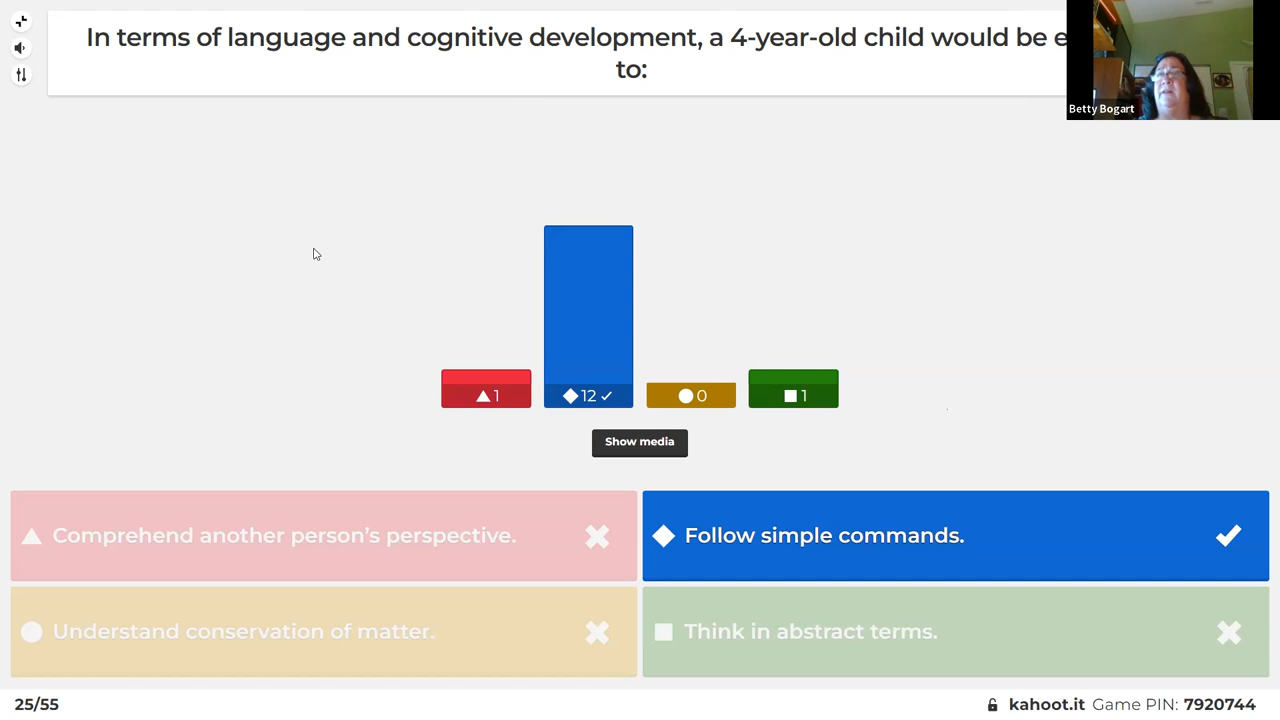 In terms of language and cognitive development, a 4-year-old child would be
to:
Betty Bogart
1
12
0
1
Show media
Comprehend another person’s perspective.
Follow simple commands.
Understand conservation of matter.
Think in abstract terms.
25/55
kahoot.it Game PIN: 7920744